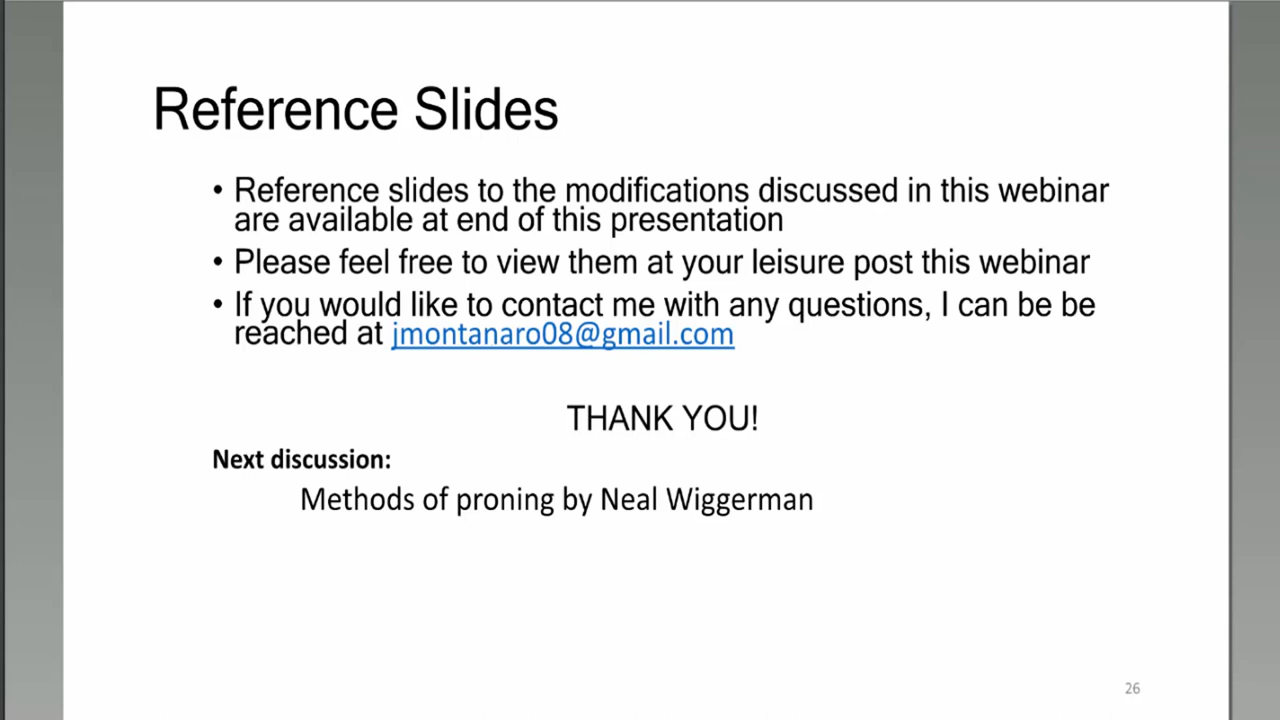 Reference Slides
• Reference slides to the modifications discussed in this webinar
are available at end of this presentation
• Please feel free to view them at your leisure post this webinar
• If you would like to contact me with any questions, I can be be
reached at jmontanaro08@gmail.com
THANK YOU!
Next discussion:
Methods of proning by Neal Wiggerman
26